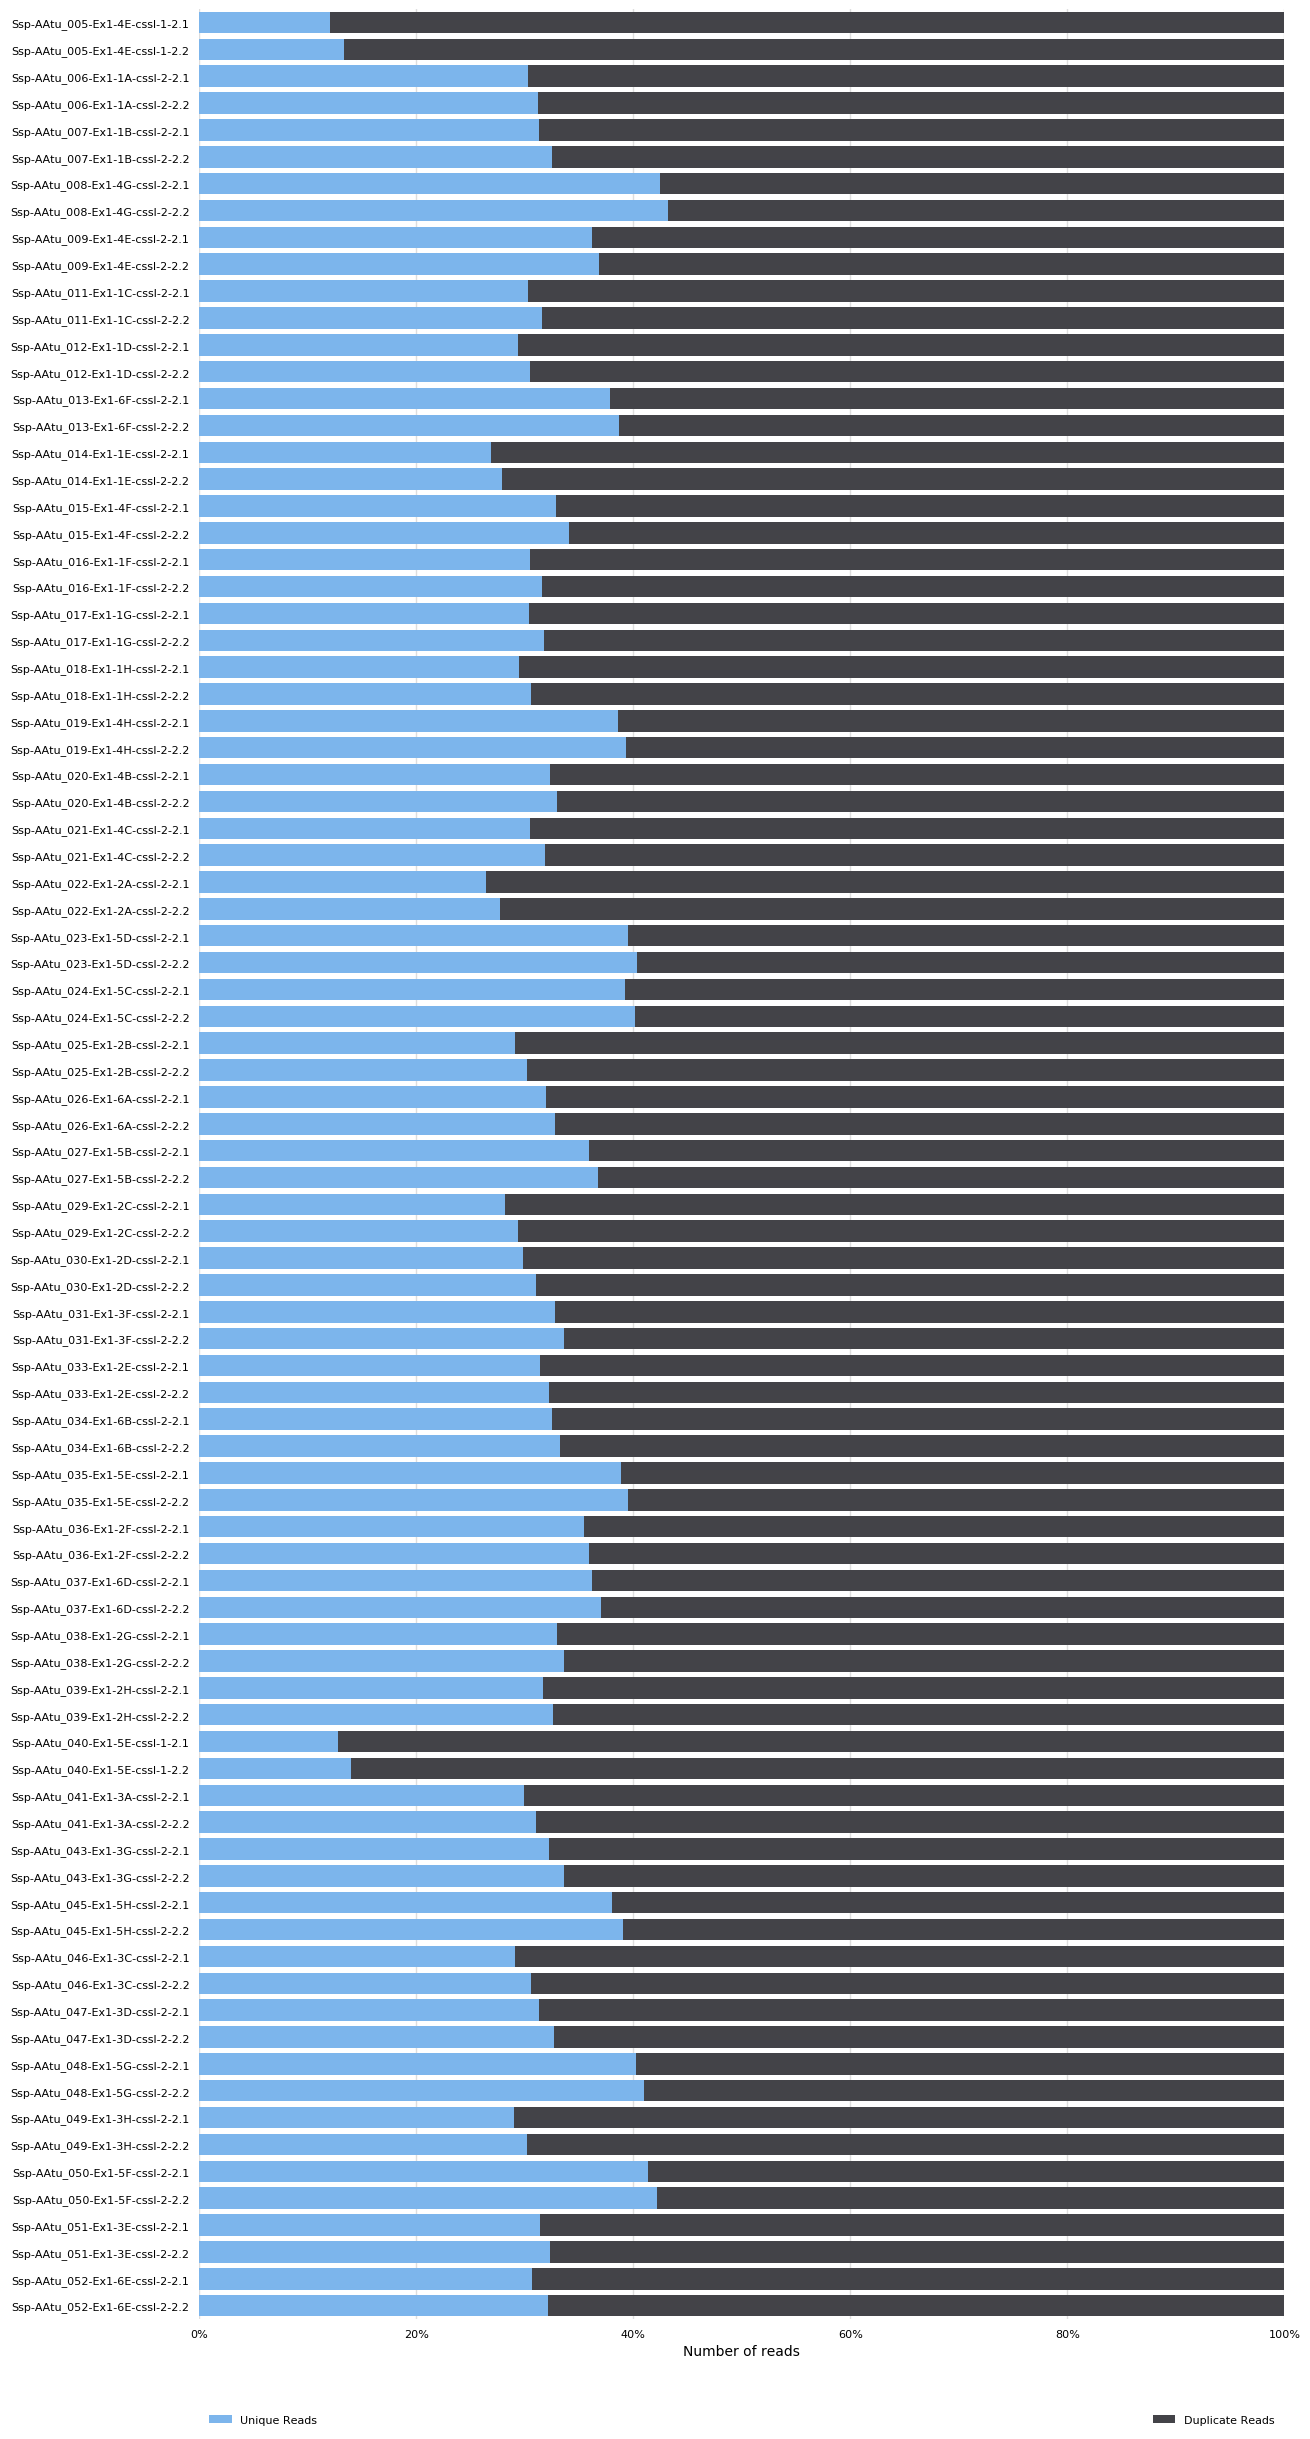 Ssp-AAtu_005-Ex1-4E-cssl-1-2.1
Ssp-AAtu_005-Ex1-4E-cssl-1-2.2
Ssp-AAtu_006-Ex1-1A-cssl-2-2.1
Ssp-AAtu_006-Ex1-1A-cssl-2-2.2
Ssp-AAtu_007-Ex1-1B-cssl-2-2.1
Ssp-AAtu_007-Ex1-1B-cssl-2-2.2
Ssp-AAtu_008-Ex1-4G-cssl-2-2.1
Ssp-AAtu_008-Ex1-4G-cssl-2-2.2
Ssp-AAtu_009-Ex1-4E-cssl-2-2.1
Ssp-AAtu_009-Ex1-4E-cssl-2-2.2
Ssp-AAtu_011-Ex1-1C-cssl-2-2.1
Ssp-AAtu_011-Ex1-1C-cssl-2-2.2
Ssp-AAtu_012-Ex1-1D-cssl-2-2.1
Ssp-AAtu_012-Ex1-1D-cssl-2-2.2
Ssp-AAtu_013-Ex1-6F-cssl-2-2.1
Ssp-AAtu_013-Ex1-6F-cssl-2-2.2
Ssp-AAtu_014-Ex1-1E-cssl-2-2.1
Ssp-AAtu_014-Ex1-1E-cssl-2-2.2
Ssp-AAtu_015-Ex1-4F-cssl-2-2.1
Ssp-AAtu_015-Ex1-4F-cssl-2-2.2
Ssp-AAtu_016-Ex1-1F-cssl-2-2.1
Ssp-AAtu_016-Ex1-1F-cssl-2-2.2
Ssp-AAtu_017-Ex1-1G-cssl-2-2.1
Ssp-AAtu_017-Ex1-1G-cssl-2-2.2
Ssp-AAtu_018-Ex1-1H-cssl-2-2.1
Ssp-AAtu_018-Ex1-1H-cssl-2-2.2
Ssp-AAtu_019-Ex1-4H-cssl-2-2.1
Ssp-AAtu_019-Ex1-4H-cssl-2-2.2
Ssp-AAtu_020-Ex1-4B-cssl-2-2.1
Ssp-AAtu_020-Ex1-4B-cssl-2-2.2
Ssp-AAtu_021-Ex1-4C-cssl-2-2.1
Ssp-AAtu_021-Ex1-4C-cssl-2-2.2
Ssp-AAtu_022-Ex1-2A-cssl-2-2.1
Ssp-AAtu_022-Ex1-2A-cssl-2-2.2
Ssp-AAtu_023-Ex1-5D-cssl-2-2.1
Ssp-AAtu_023-Ex1-5D-cssl-2-2.2
Ssp-AAtu_024-Ex1-5C-cssl-2-2.1
Ssp-AAtu_024-Ex1-5C-cssl-2-2.2
Ssp-AAtu_025-Ex1-2B-cssl-2-2.1
Ssp-AAtu_025-Ex1-2B-cssl-2-2.2
Ssp-AAtu_026-Ex1-6A-cssl-2-2.1
Ssp-AAtu_026-Ex1-6A-cssl-2-2.2
Ssp-AAtu_027-Ex1-5B-cssl-2-2.1
Ssp-AAtu_027-Ex1-5B-cssl-2-2.2
Ssp-AAtu_029-Ex1-2C-cssl-2-2.1
Ssp-AAtu_029-Ex1-2C-cssl-2-2.2
Ssp-AAtu_030-Ex1-2D-cssl-2-2.1
Ssp-AAtu_030-Ex1-2D-cssl-2-2.2
Ssp-AAtu_031-Ex1-3F-cssl-2-2.1
Ssp-AAtu_031-Ex1-3F-cssl-2-2.2
Ssp-AAtu_033-Ex1-2E-cssl-2-2.1
Ssp-AAtu_033-Ex1-2E-cssl-2-2.2
Ssp-AAtu_034-Ex1-6B-cssl-2-2.1
Ssp-AAtu_034-Ex1-6B-cssl-2-2.2
Ssp-AAtu_035-Ex1-5E-cssl-2-2.1
Ssp-AAtu_035-Ex1-5E-cssl-2-2.2
Ssp-AAtu_036-Ex1-2F-cssl-2-2.1
Ssp-AAtu_036-Ex1-2F-cssl-2-2.2
Ssp-AAtu_037-Ex1-6D-cssl-2-2.1
Ssp-AAtu_037-Ex1-6D-cssl-2-2.2
Ssp-AAtu_038-Ex1-2G-cssl-2-2.1
Ssp-AAtu_038-Ex1-2G-cssl-2-2.2
Ssp-AAtu_039-Ex1-2H-cssl-2-2.1
Ssp-AAtu_039-Ex1-2H-cssl-2-2.2
Ssp-AAtu_040-Ex1-5E-cssl-1-2.1
Ssp-AAtu_040-Ex1-5E-cssl-1-2.2
Ssp-AAtu_041-Ex1-3A-cssl-2-2.1
Ssp-AAtu_041-Ex1-3A-cssl-2-2.2
Ssp-AAtu_043-Ex1-3G-cssl-2-2.1
Ssp-AAtu_043-Ex1-3G-cssl-2-2.2
Ssp-AAtu_045-Ex1-5H-cssl-2-2.1
Ssp-AAtu_045-Ex1-5H-cssl-2-2.2
Ssp-AAtu_046-Ex1-3C-cssl-2-2.1
Ssp-AAtu_046-Ex1-3C-cssl-2-2.2
Ssp-AAtu_047-Ex1-3D-cssl-2-2.1
Ssp-AAtu_047-Ex1-3D-cssl-2-2.2
Ssp-AAtu_048-Ex1-5G-cssl-2-2.1
Ssp-AAtu_048-Ex1-5G-cssl-2-2.2
Ssp-AAtu_049-Ex1-3H-cssl-2-2.1
Ssp-AAtu_049-Ex1-3H-cssl-2-2.2
Ssp-AAtu_050-Ex1-5F-cssl-2-2.1
Ssp-AAtu_050-Ex1-5F-cssl-2-2.2
Ssp-AAtu_051-Ex1-3E-cssl-2-2.1
Ssp-AAtu_051-Ex1-3E-cssl-2-2.2
Ssp-AAtu_052-Ex1-6E-cssl-2-2.1
Ssp-AAtu_052-Ex1-6E-cssl-2-2.2
0% 20% 40% 60% 80% 100%
Number of reads
Unique Reads Duplicate Reads